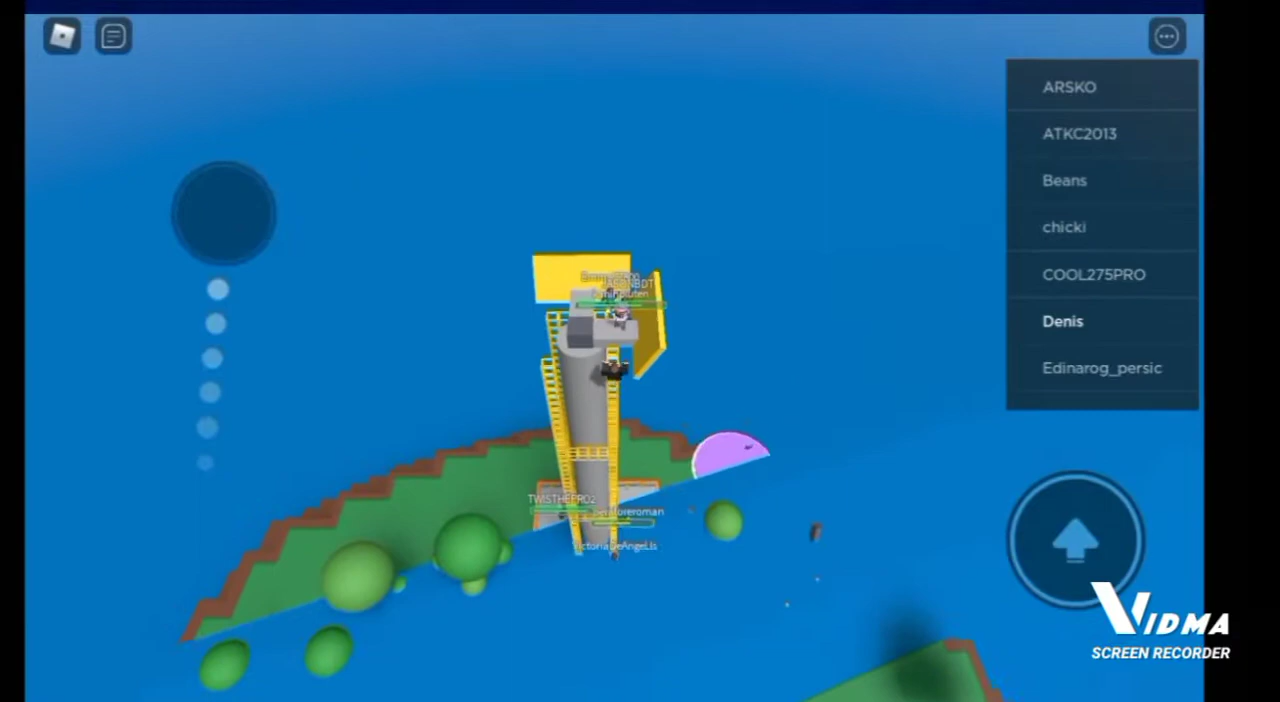 ARSKO
ATKC2013
Beans
chicki
COOL275PRO
Denis
Edinarog_persic
TWISTHEPRO2
VIDMA
SCREEN RECORDER